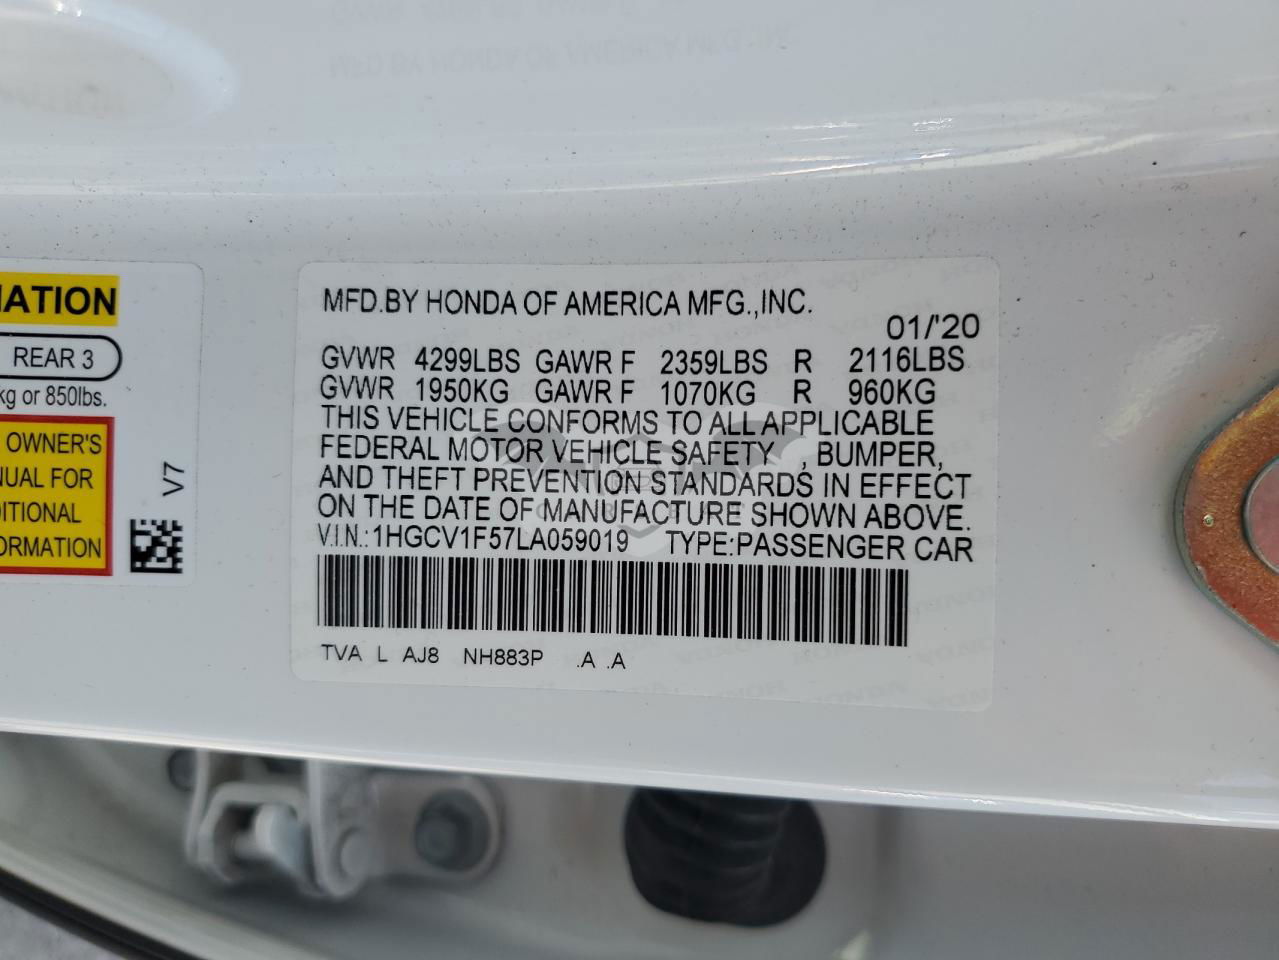 MATION
REAR 3
kg or 850lbs.
OWNER'S
FOR
V7
MFD.BY HONDA OF AMERICA MFG.,INC.
01/'20
GVWR 4299LBS GAWR F 2359LBS R 2116LBS
GVWR 1950KG GAWR F 1070KG R 960KG
THIS VEHICLE CONFORMS TO ALL APPLICABLE
FEDERAL MOTOR VEHICLE SAFETY , BUMPER,
AND THEFT PREVENTION STANDARDS IN EFFECT
ON THE DATE OF MANUFACTURE SHOWN ABOVE.
V.I.N.:1HGCV1F57LA059019 TYPE:PASSENGER CAR
TVA L AJ8 NH883P .A .A